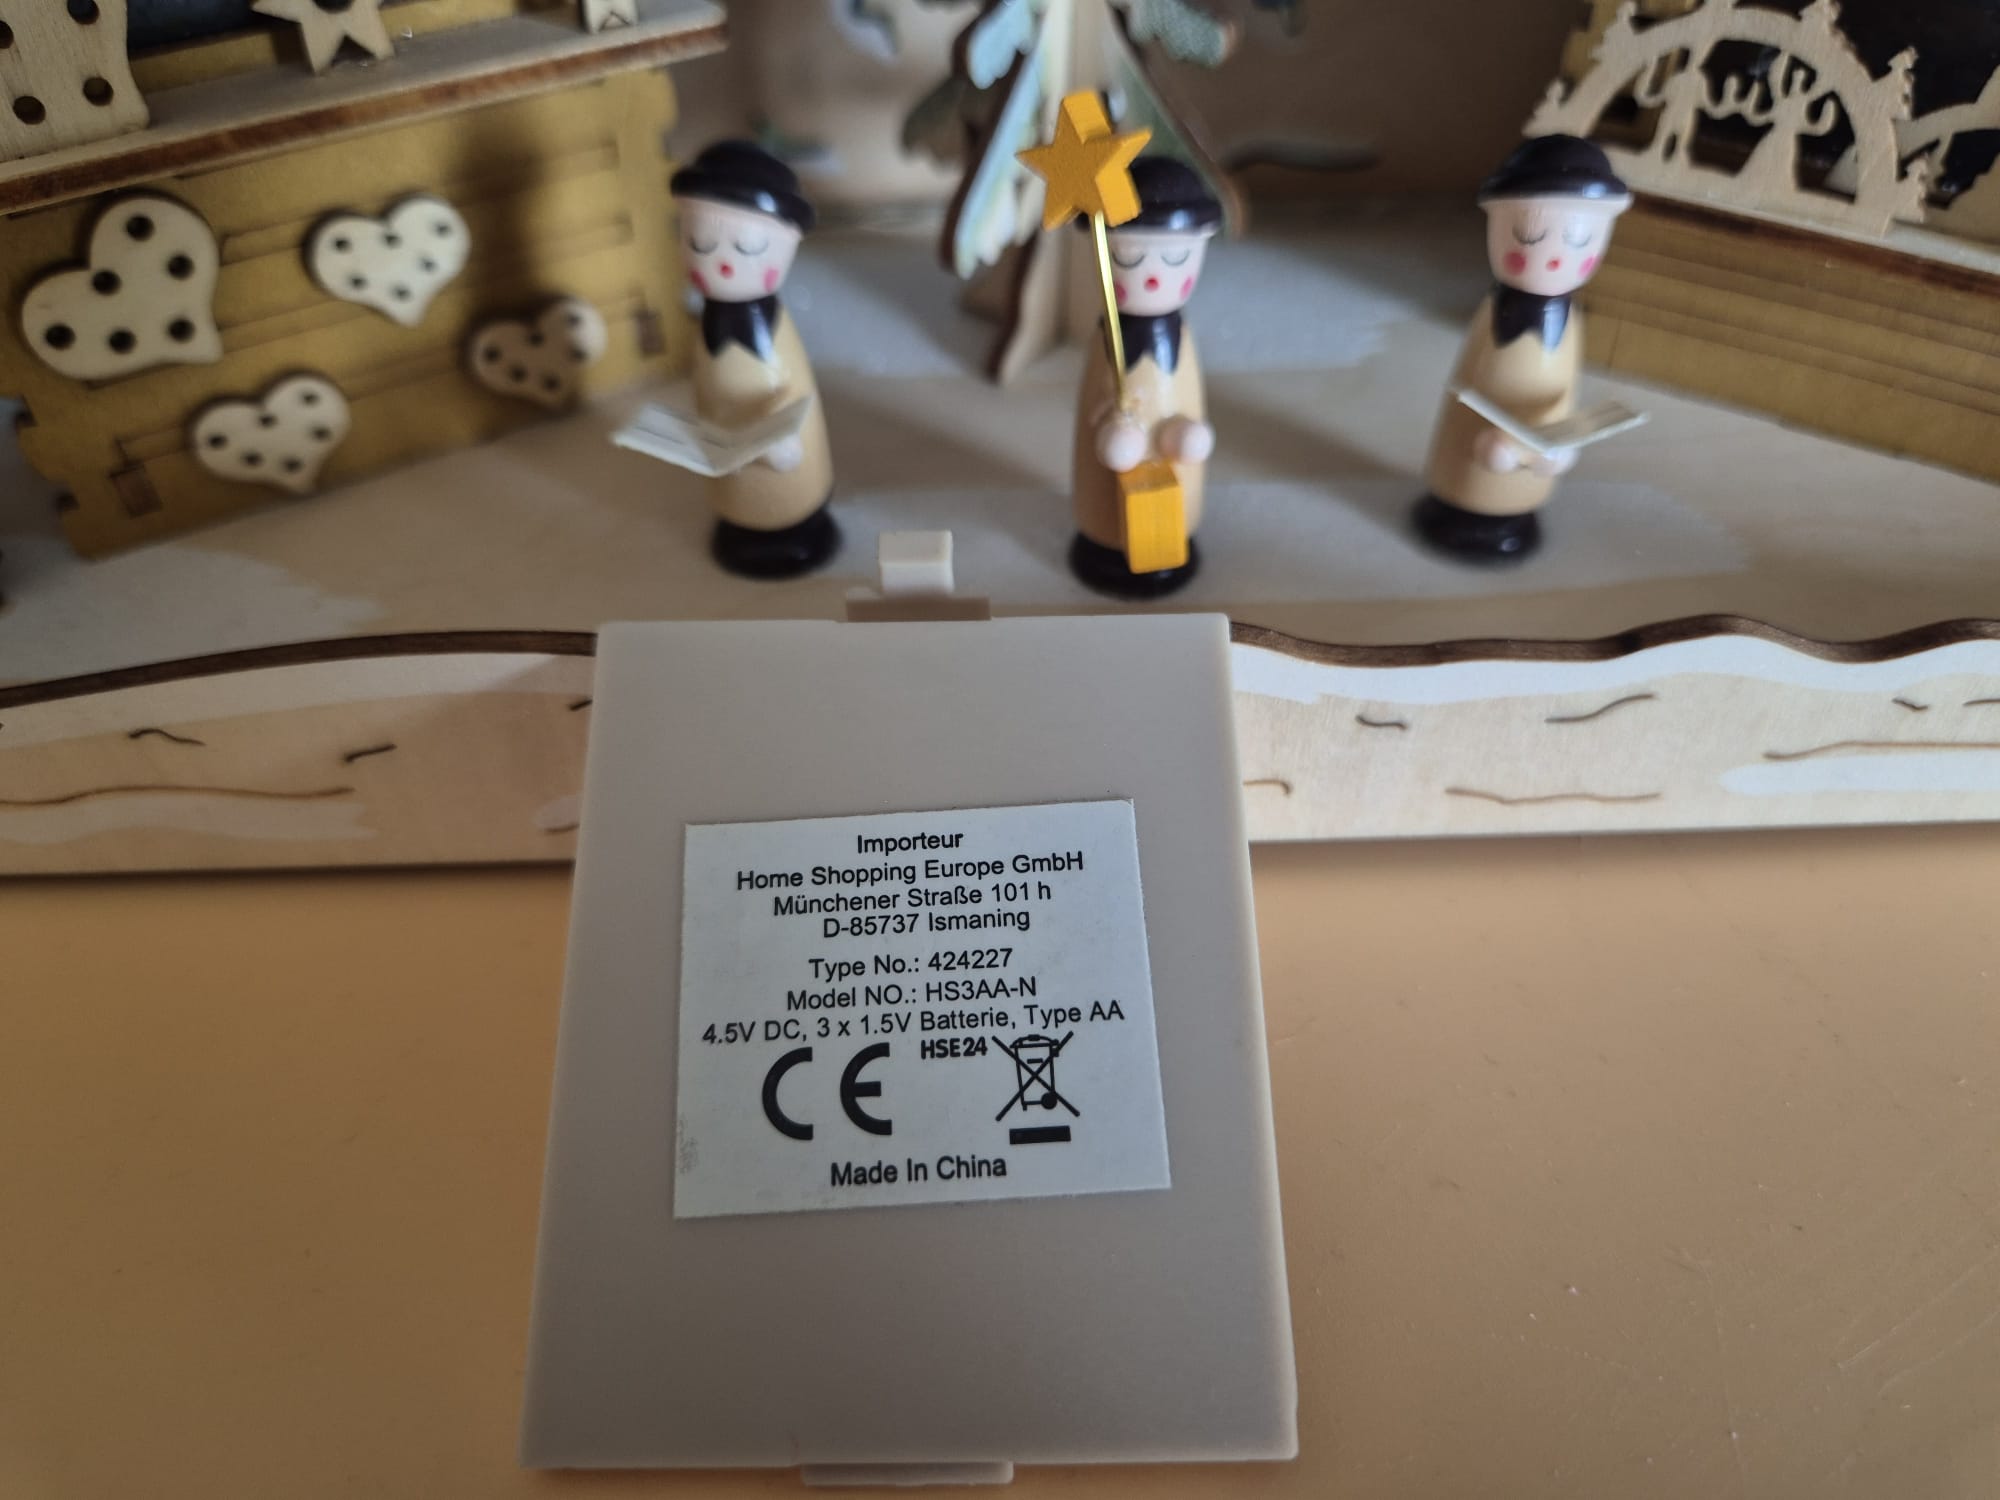 Importeur
Home Shopping Europe GmbH
Münchener Straße 101 h
D-85737 Ismaning
Type No.: 424227
Model NO.: HS3AA-N
4.5V DC, 3 x 1.5V Batterie, Type AA
CE HSE24
Made In China